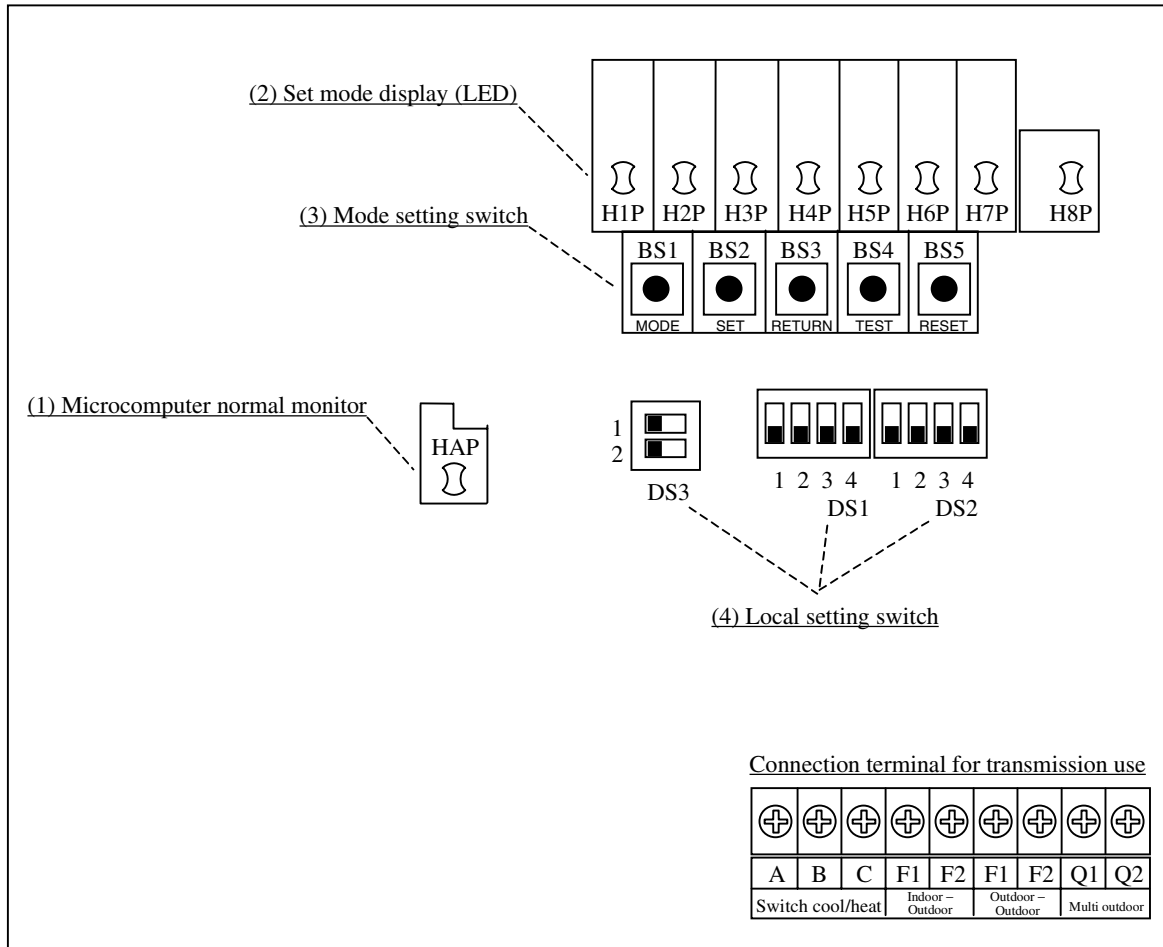 (2) Set mode display (LED)
H1P H2P H3P H4P H5P H6P H7P H8P
(3) Mode setting switch
BS1 BS2 BS3 BS4 BS5
MODE SET RETURN TEST RESET
(1) Microcomputer normal monitor
HAP
1
2
DS3
1 2 3 4 1 2 3 4
DS1 DS2
(4) Local setting switch
Connection terminal for transmission use
A B C F1 F2 F1 F2 Q1 Q2
Switch cool/heat
Indoor –
Outdoor
Outdoor –
Outdoor
Multi outdoor